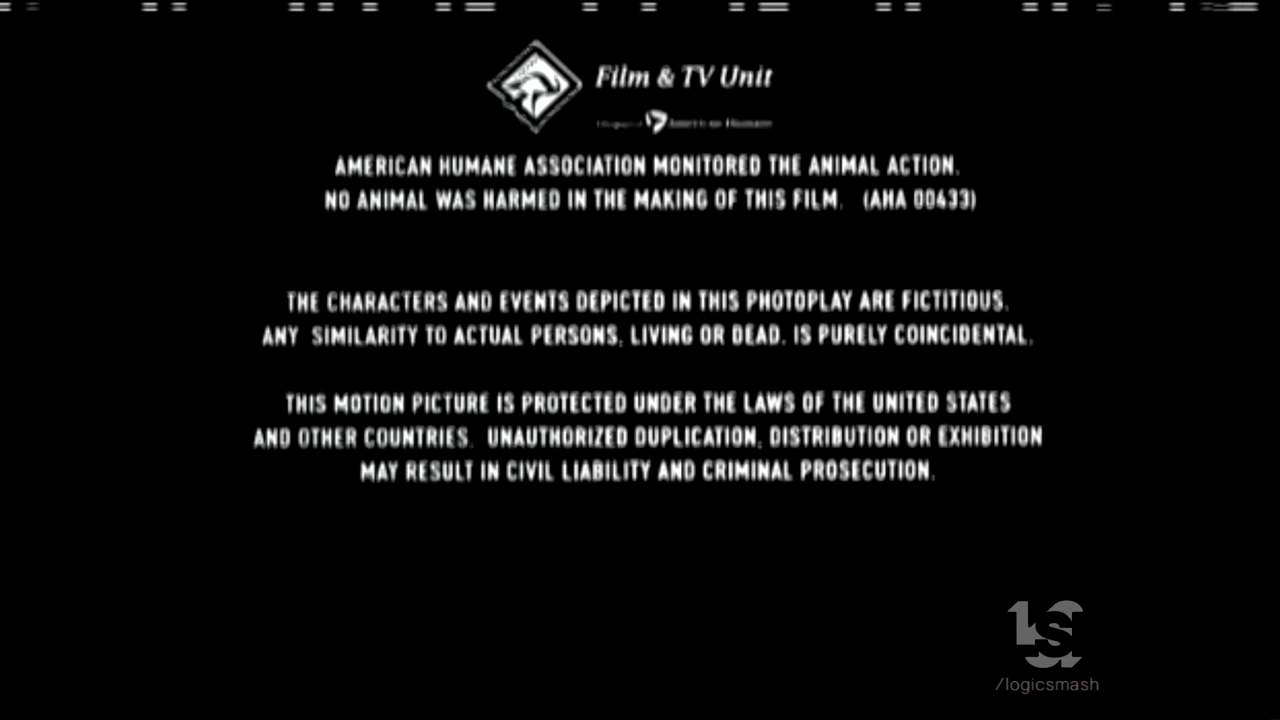 Film & TV Unit
AMERICAN HUMANE ASSOCIATION MONITORED THE ANIMAL ACTION.
NO ANIMAL WAS HARMED IN THE MAKING OF THIS FILM. (AHA 00433)
THE CHARACTERS AND EVENTS DEPICTED IN THIS PHOTOPLAY ARE FICTITIOUS.
ANY SIMILARITY TO ACTUAL PERSONS, LIVING OR DEAD, IS PURELY COINCIDENTAL.
THIS MOTION PICTURE IS PROTECTED UNDER THE LAWS OF THE UNITED STATES
AND OTHER COUNTRIES. UNAUTHORIZED DUPLICATION, DISTRIBUTION OR EXHIBITION
MAY RESULT IN CIVIL LIABILITY AND CRIMINAL PROSECUTION.
LS
/logicsmash